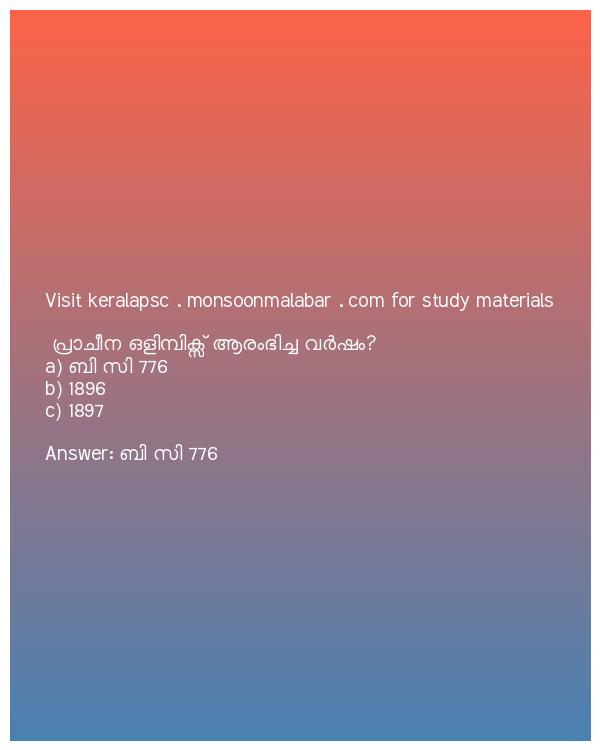 Visit keralapsc . monsoonmalabar . com for study materials
പ്രാചീന ഒളിമ്പിക്സ് ആരംഭിച്ച വർഷം?
a) ബി സി 776
b) 1896
c) 1897
Answer: ബി സി 776